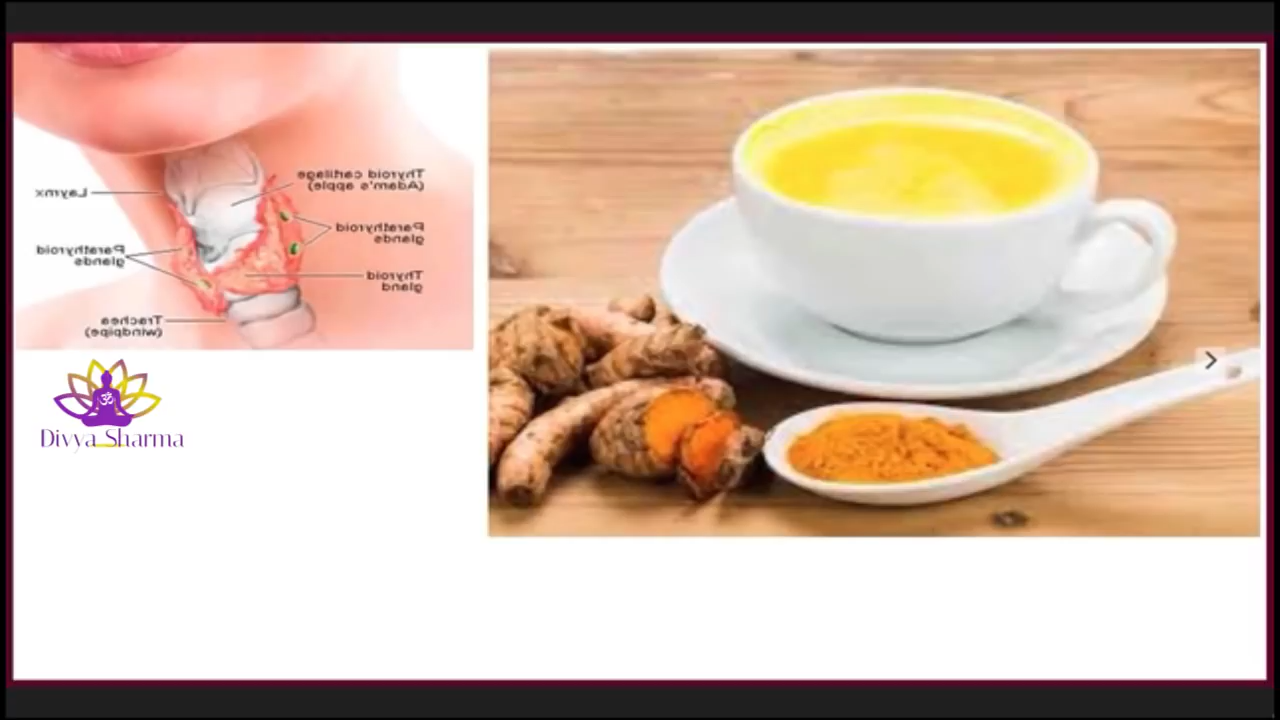 Thyroid cartilage
(Adam's apple)
Larynx
Parathyroid
glands
Parathyroid
glands
Thyroid
gland
Trachea
(windpipe)
ॐ
Divya Sharma